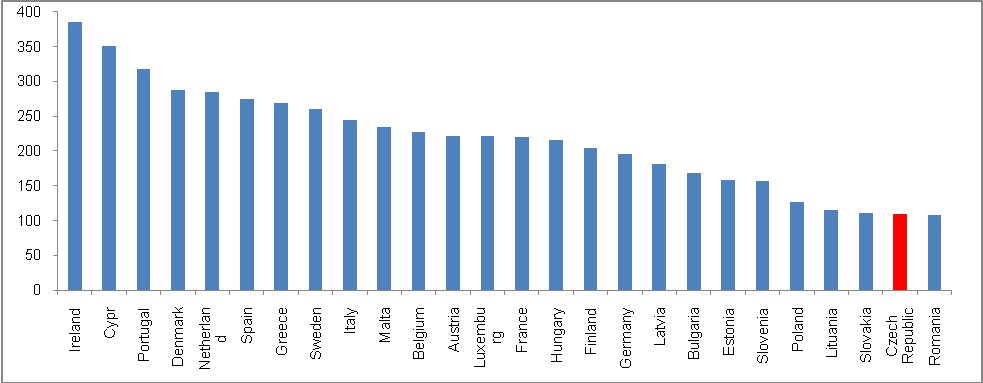 400
350
300
250
200
150
100
50
0
Ireland
Cypr
Portugal
Denmark
Netherlan
d
Spain
Greece
Sweden
Italy
Malta
Belgium
Austria
Luxembu
rg
France
Hungary
Finland
Germany
Latvia
Bulgaria
Estonia
Slovenia
Poland
Lituania
Slovakia
Czech
Republic
Romania